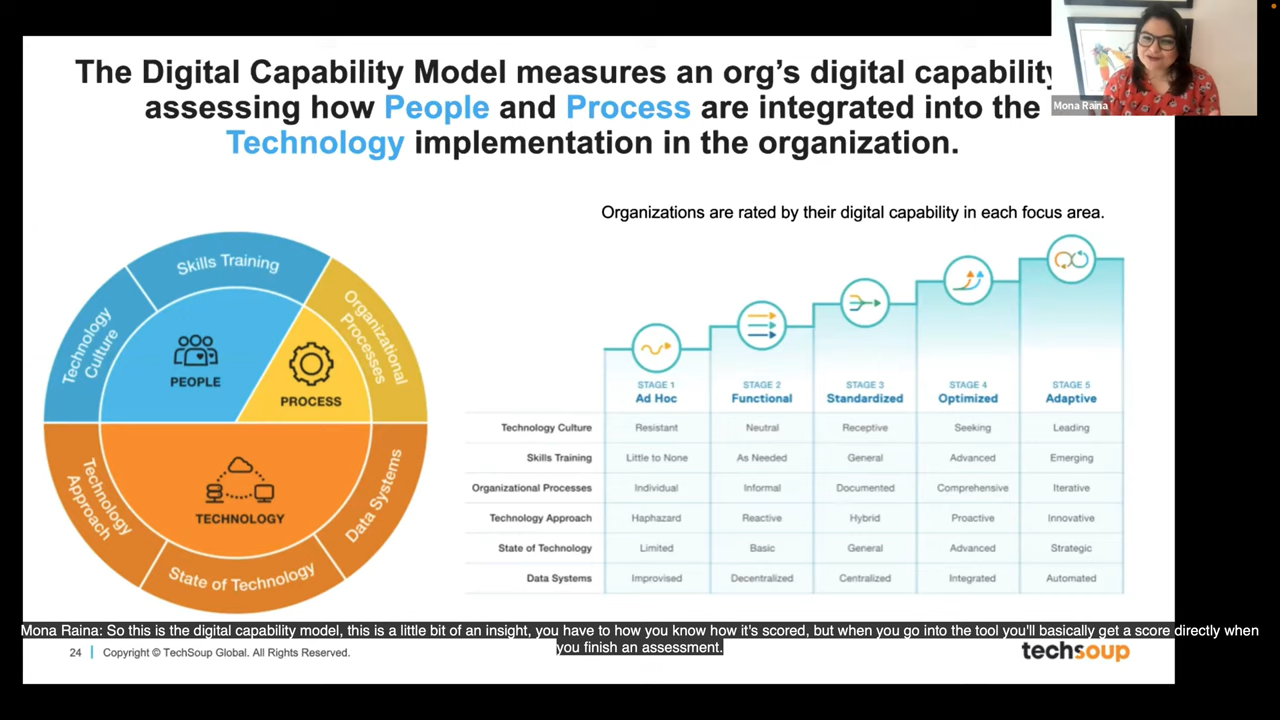 The Digital Capability Model measures an org's digital capability
assessing how People and Process are integrated into the
Technology implementation in the organization.
Mona Raina
Organizations are rated by their digital capability in each focus area.
Skills Training
Technology
Culture
Organizational
Processes
PEOPLE
PROCESS
TECHNOLOGY
Technology
Approach
State of Technology
Data Systems
STAGE 1 STAGE 2 STAGE 3 STAGE 4 STAGE 5
Ad Hoc Functional Standardized Optimized Adaptive
Technology Culture Resistant Neutral Receptive Seeking Leading
Skills Training Little to None As Needed General Advanced Emerging
Organizational Processes Individual Informal Documented Comprehensive Iterative
Technology Approach Haphazard Reactive Hybrid Proactive Innovative
State of Technology Limited Basic General Advanced Strategic
Data Systems Improvised Decentralized Centralized Integrated Automated
Mona Raina: So this is the digital capability model, this is a little bit of an insight, you have to how you know how it's scored, but when you go into the tool you'll basically get a score directly when
you finish an assessment.
24 | Copyright © TechSoup Global. All Rights Reserved.
techsoup